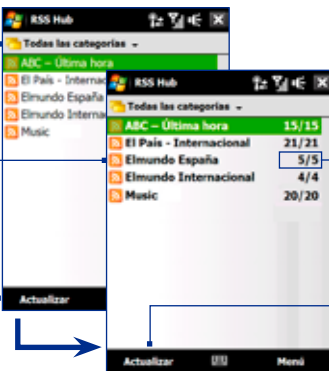 RSS Hub
Todas las categorías
ABC – Última hora
El País - Internac
Elmundo España
Elmundo Interna
Music
Actualizar
RSS Hub
Todas las categorías
ABC – Última hora 15/15
El País - Internacional 21/21
Elmundo España 5/5
Elmundo Internacional 4/4
Music 20/20
Actualizar Menú